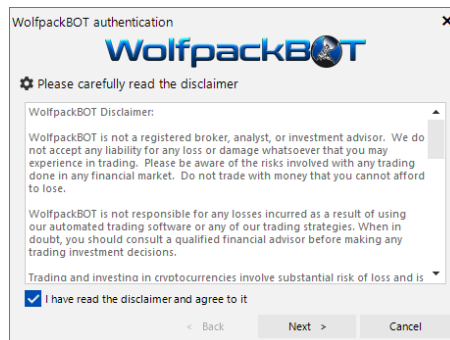 WolfpackBOT authentication
WolfpackBOT
Please carefully read the disclaimer
WolfpackBOT Disclaimer:
WolfpackBOT is not a registered broker, analyst, or investment advisor. We do
not accept any liability for any loss or damage whatsoever that you may
experience in trading. Please be aware of the risks involved with any trading
done in any financial market. Do not trade with money that you cannot afford
to lose.
WolfpackBOT is not responsible for any losses incurred as a result of using
our automated trading software or any of our trading strategies. When in
doubt, you should consult a qualified financial advisor before making any
trading investment decisions.
Trading and investing in cryptocurrencies involve substantial risk of loss and is
I have read the disclaimer and agree to it
< Back
Next >
Cancel